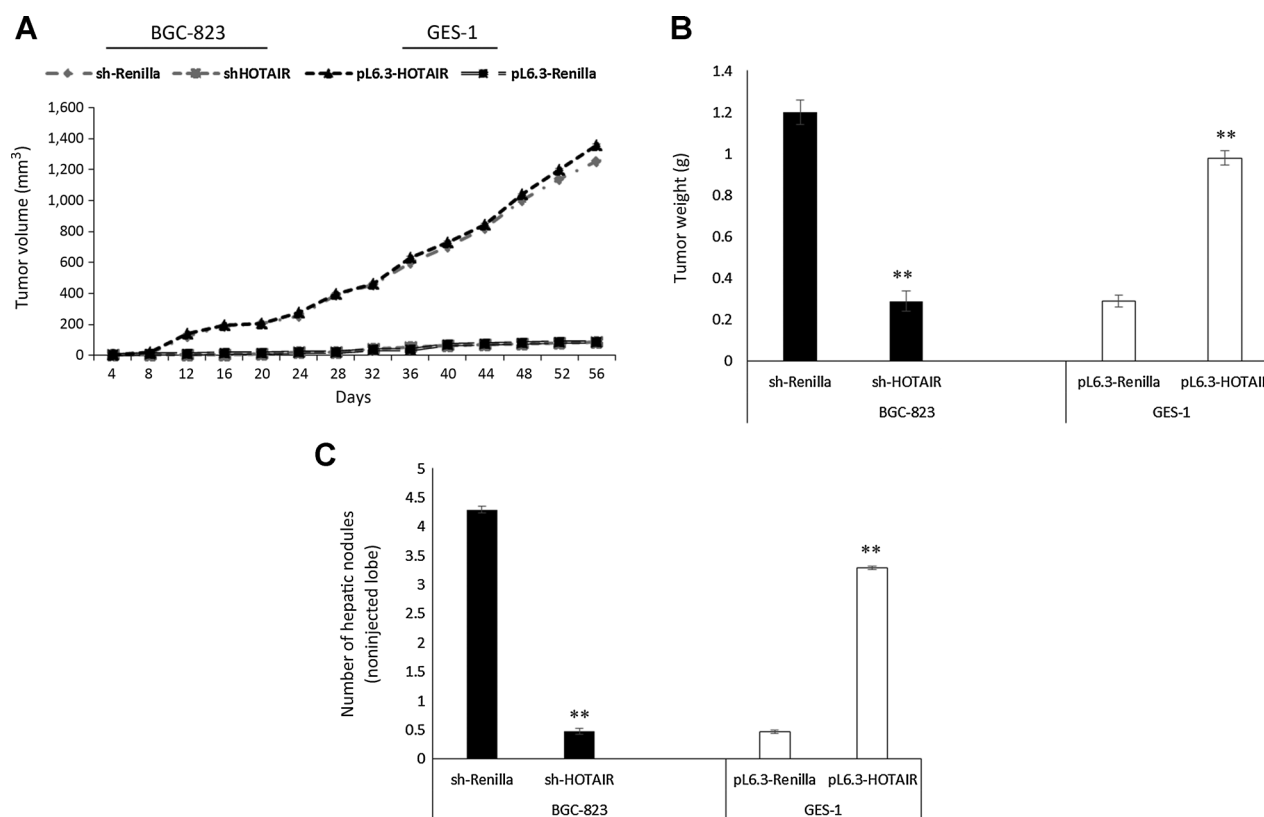 A
BGC-823 GES-1
sh-Renilla shHOTAIR pL6.3-HOTAIR pL6.3-Renilla
Tumor volume (mm³)
1,600
1,400
1,200
1,000
800
600
400
200
0
4 8 12 16 20 24 28 32 36 40 44 48 52 56
Days
B
Tumor weight (g)
1.4
1.2
1
0.8
0.6
0.4
0.2
0
**
**
sh-Renilla sh-HOTAIR pL6.3-Renilla pL6.3-HOTAIR
BGC-823 GES-1
C
Number of hepatic nodules
(noninjected lobe)
5
4.5
4
3.5
3
2.5
2
1.5
1
0.5
0
**
**
sh-Renilla sh-HOTAIR pL6.3-Renilla pL6.3-HOTAIR
BGC-823 GES-1